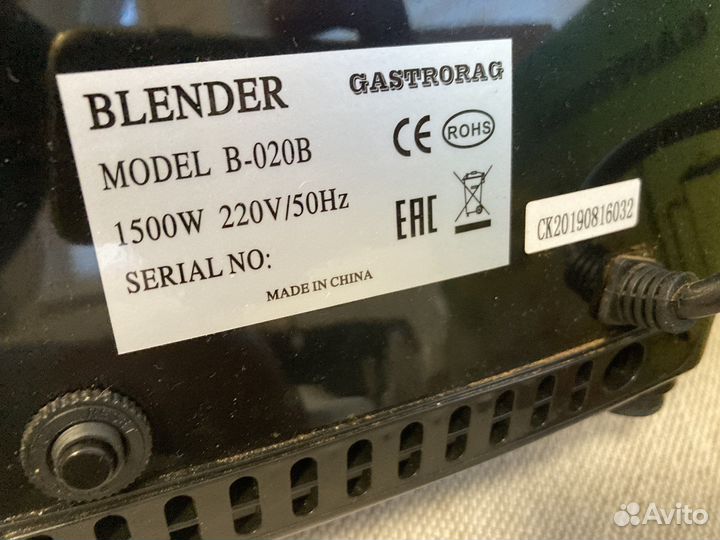 BLENDER
GASTRORAG
MODEL B-020B
CE ROHS
1500W 220V/50Hz
EAC
SERIAL NO:
MADE IN CHINA
CK20190816032
Avito